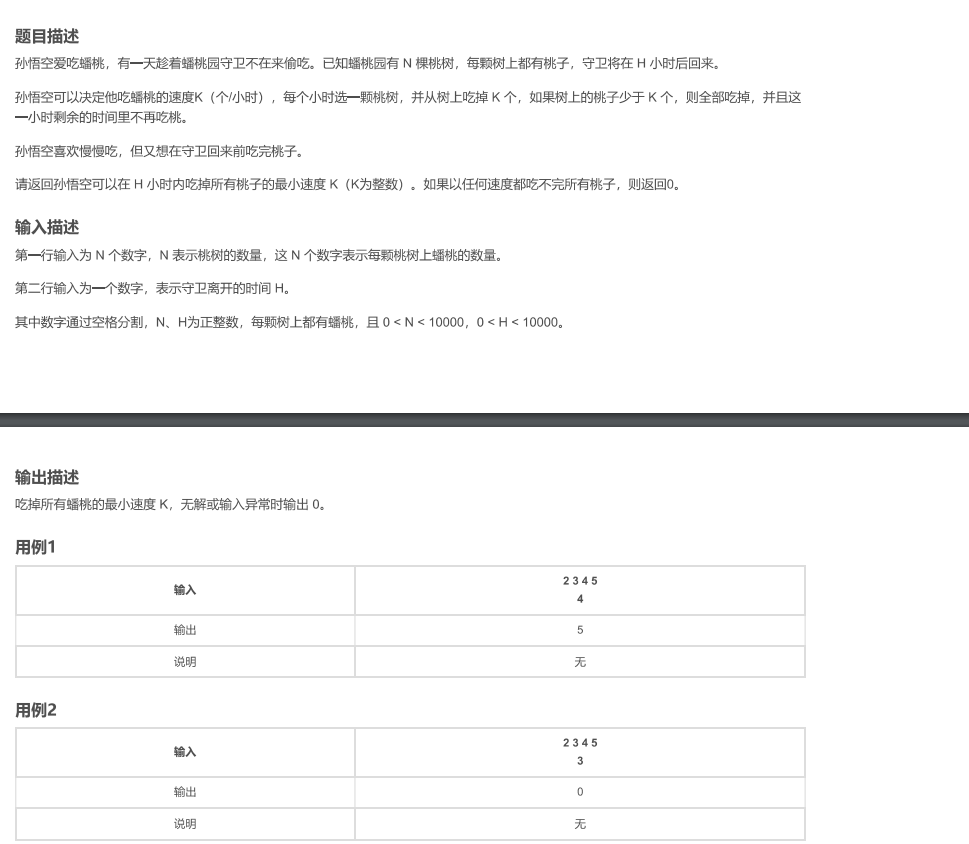 题目描述
孙悟空爱吃蟠桃，有一天趁着蟠桃园守卫不在来偷吃。已知蟠桃园有 N 棵桃树，每颗树上都有桃子，守卫将在 H 小时后回来。
孙悟空可以决定他吃蟠桃的速度K（个/小时），每个小时选一颗桃树，并从树上吃掉 K 个，如果树上的桃子少于 K 个，则全部吃掉，并且这
一小时剩余的时间里不再吃桃。
孙悟空喜欢慢慢吃，但又想在守卫回来前吃完桃子。
请返回孙悟空可以在 H 小时内吃掉所有桃子的最小速度 K（K为整数）。如果以任何速度都吃不完所有桃子，则返回0。
输入描述
第一行输入为 N 个数字，N 表示桃树的数量，这 N 个数字表示每颗桃树上蟠桃的数量。
第二行输入为一个数字，表示守卫离开的时间 H。
其中数字通过空格分割，N、H为正整数，每颗树上都有蟠桃，且 0 < N < 10000，0 < H < 10000。
输出描述
吃掉所有蟠桃的最小速度 K，无解或输入异常时输出 0。
用例1
输入
2 3 4 5
4
输出
5
说明
无
用例2
输入
2 3 4 5
3
输出
0
说明
无